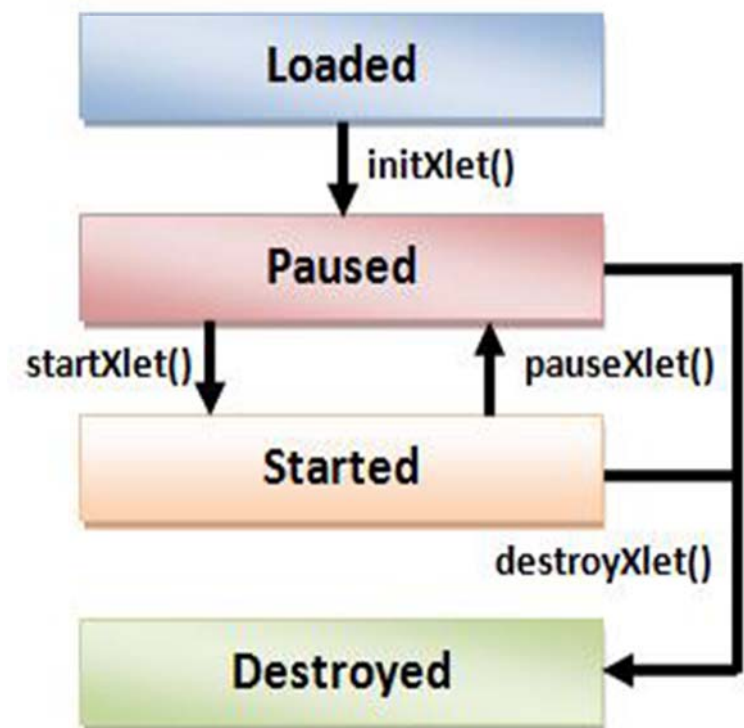 Loaded
initXlet()
Paused
startXlet()
pauseXlet()
Started
destroyXlet()
Destroyed